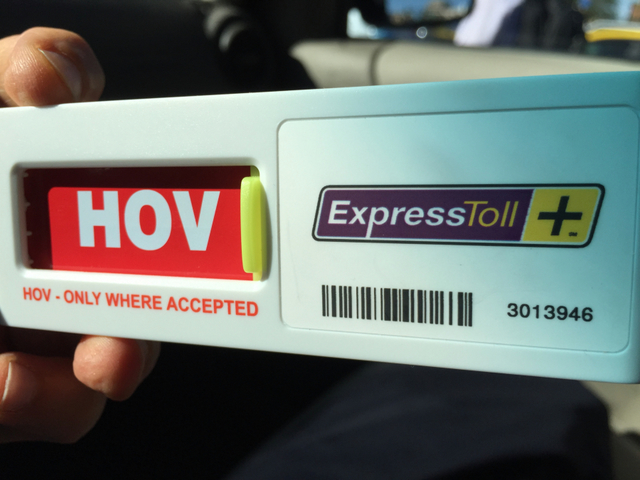 HOV
HOV - ONLY WHERE ACCEPTED
ExpressToll +
3013946